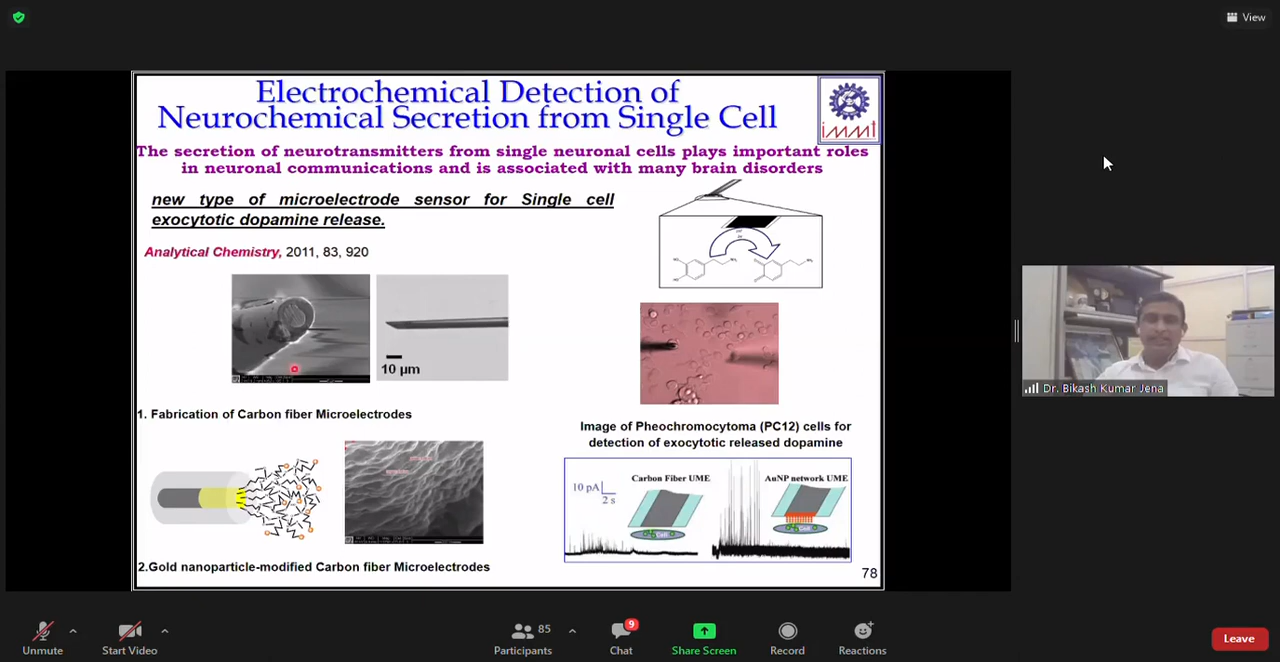 View
Electrochemical Detection of
Neurochemical Secretion from Single Cell
immt
The secretion of neurotransmitters from single neuronal cells plays important roles
in neuronal communications and is associated with many brain disorders
new type of microelectrode sensor for Single cell
exocytotic dopamine release.
Analytical Chemistry, 2011, 83, 920
10 µm
1. Fabrication of Carbon fiber Microelectrodes
Image of Pheochromocytoma (PC12) cells for
detection of exocytotic released dopamine
Carbon Fiber UME
AuNP network UME
10 pA
2 s
Cell
Cell
2.Gold nanoparticle-modified Carbon fiber Microelectrodes
78
Dr. Bikash Kumar Jena
Unmute
Start Video
85
Participants
9
Chat
Share Screen
Record
Reactions
Leave